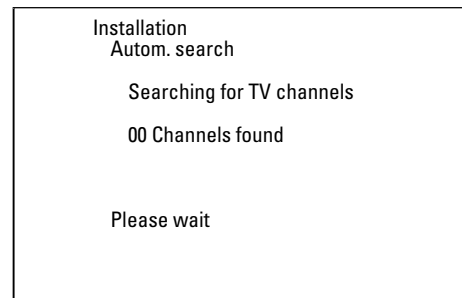 Installation
Autom. search
Searching for TV channels
00 Channels found
Please wait